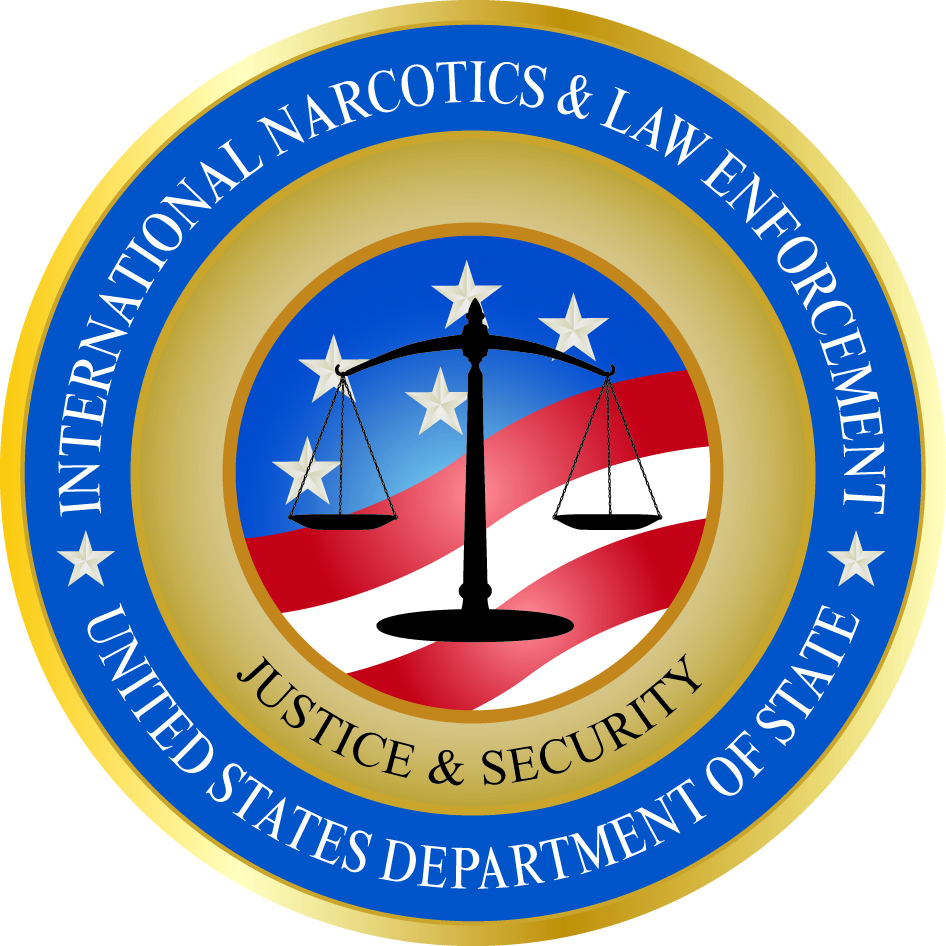 INTERNATIONAL NARCOTICS & LAW ENFORCEMENT
UNITED STATES DEPARTMENT OF STATE
JUSTICE & SECURITY